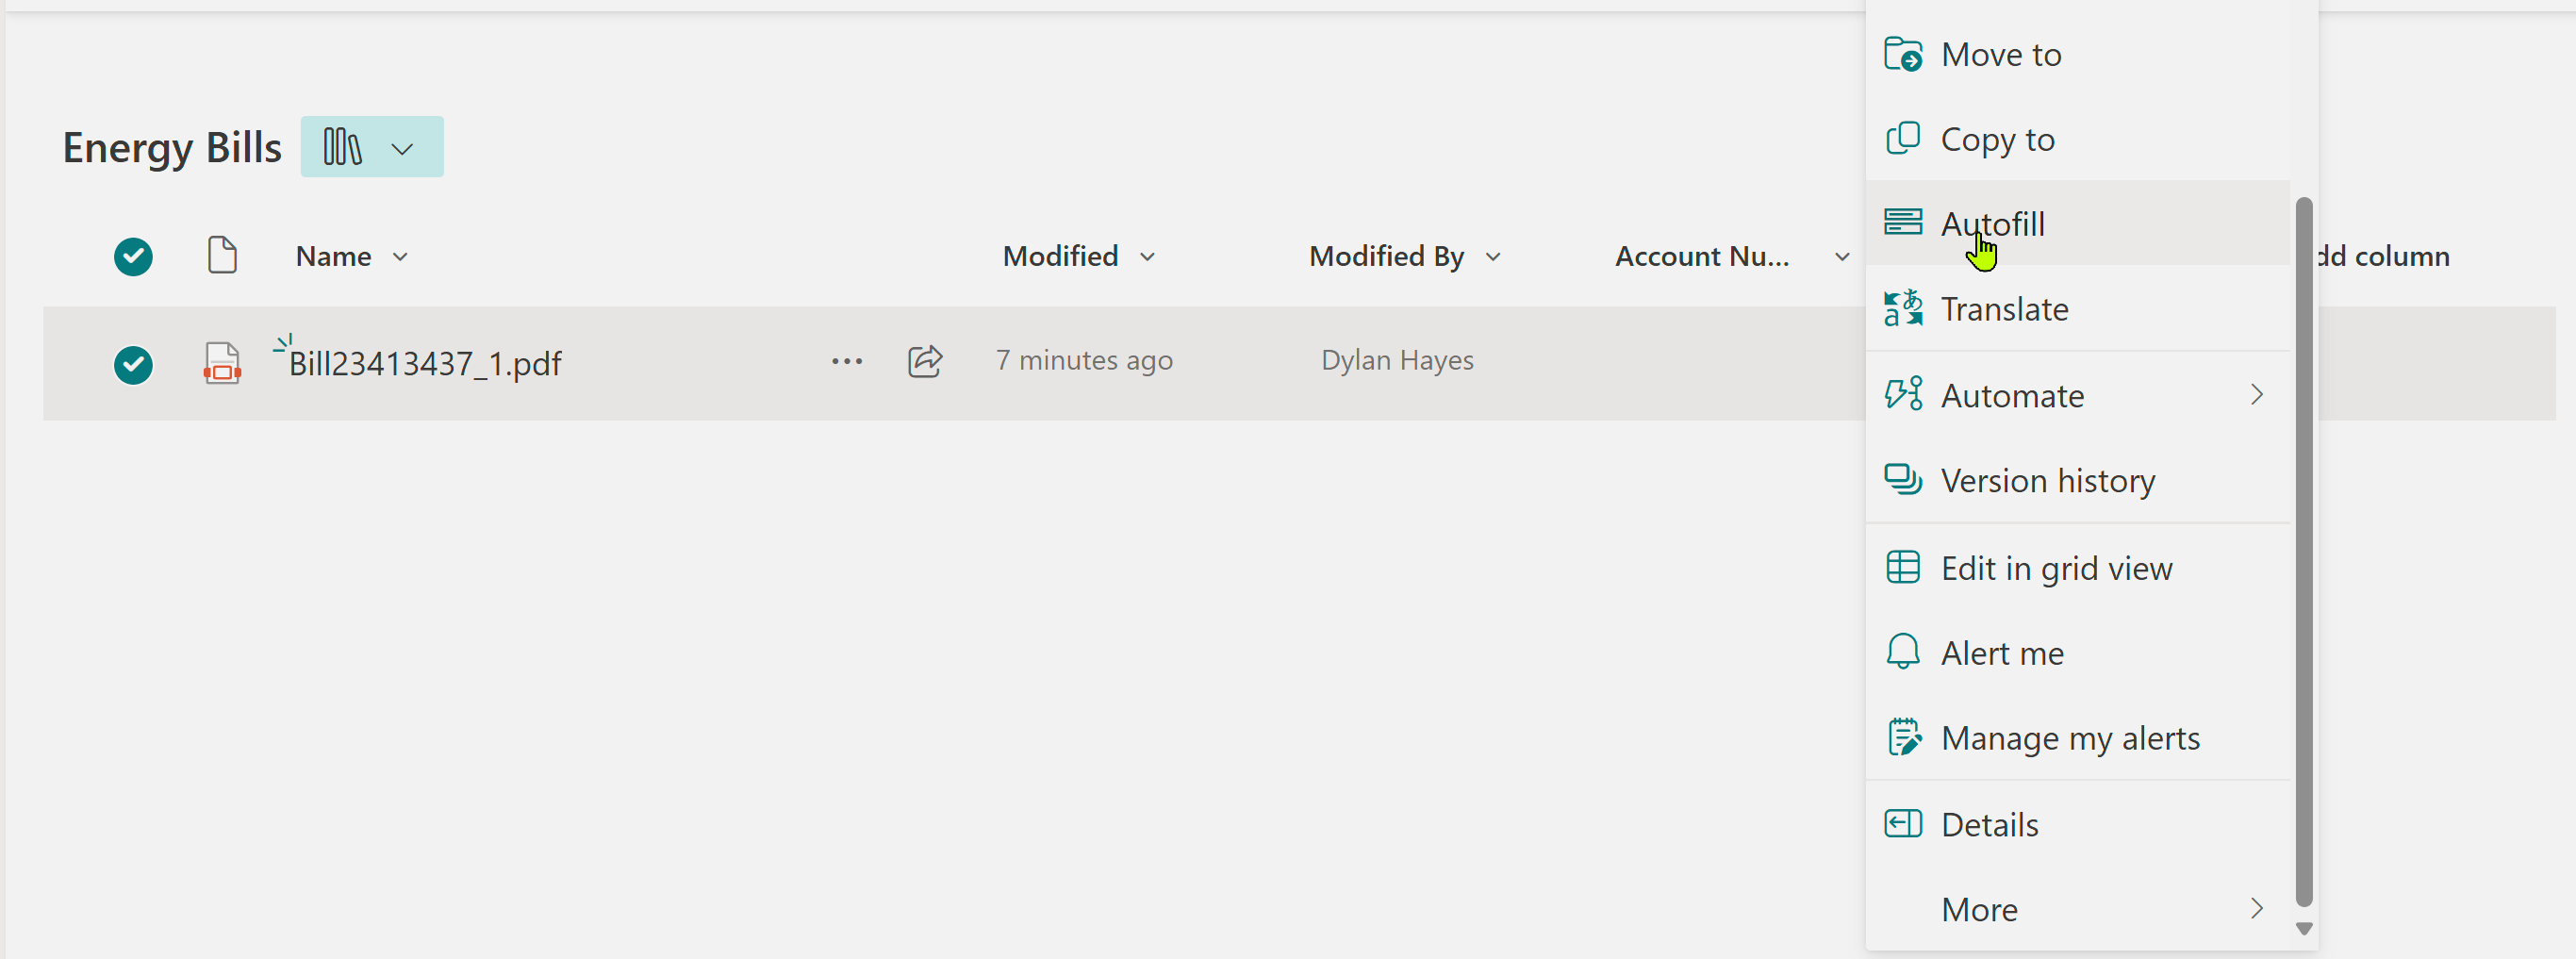 Energy Bills
Name
Modified
Modified By
Account Nu...
dd column
Bill23413437_1.pdf
7 minutes ago
Dylan Hayes
Move to
Copy to
Autofill
Translate
Automate
Version history
Edit in grid view
Alert me
Manage my alerts
Details
More